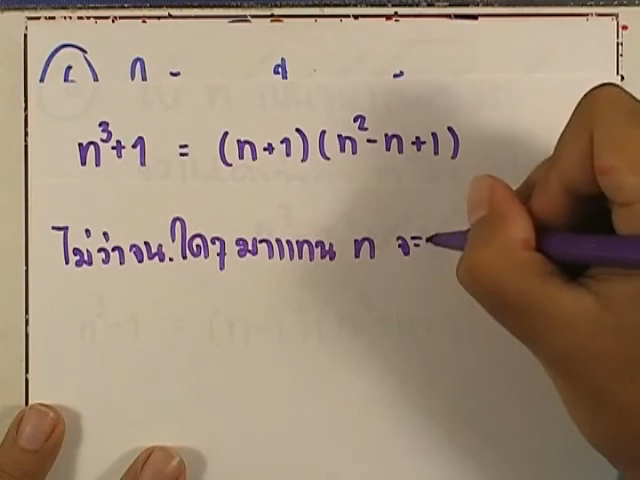 n³+1 = (n+1)(n²-n+1)
ไม่ว่าจน.ใดๆ มาแทน n จะ